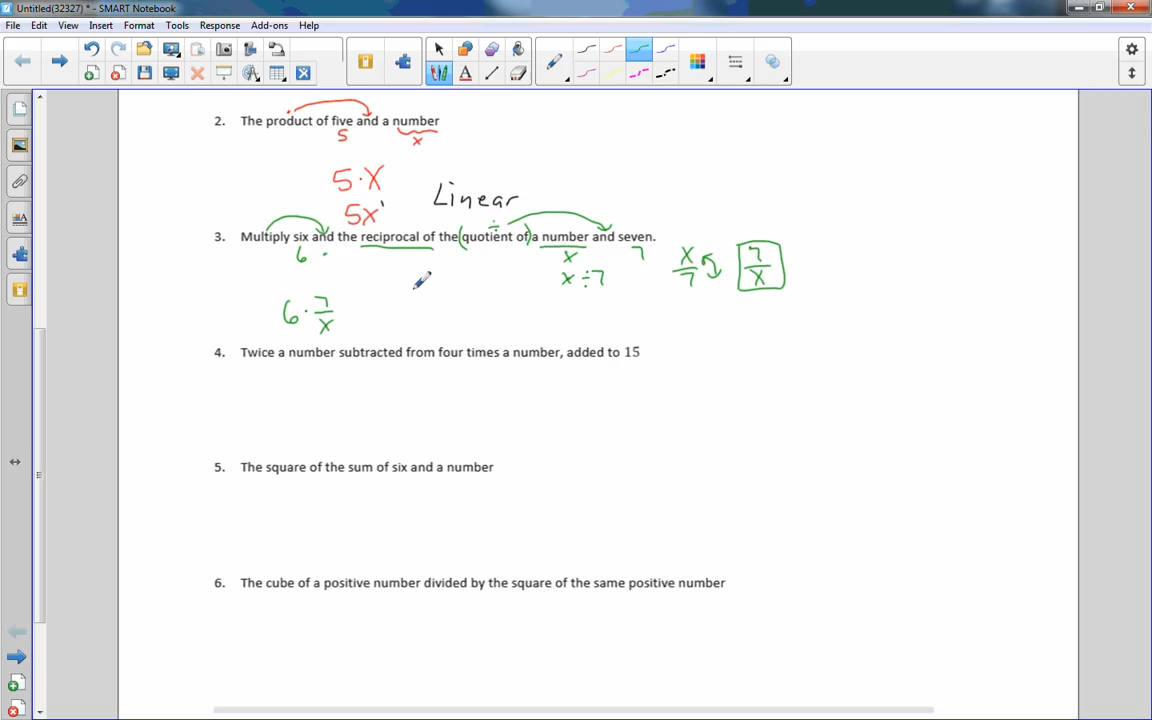 Untitled(32327) * - SMART Notebook
File Edit View Insert Format Tools Response Add-ons Help
2. The product of five and a number
5 x
5 · X
Linear
5x¹
÷
3. Multiply six and the reciprocal of the (quotient of) a number and seven.
6 · x 7
x ÷ 7
x/7 7/x
6 · 7/x
4. Twice a number subtracted from four times a number, added to 15
5. The square of the sum of six and a number
6. The cube of a positive number divided by the square of the same positive number